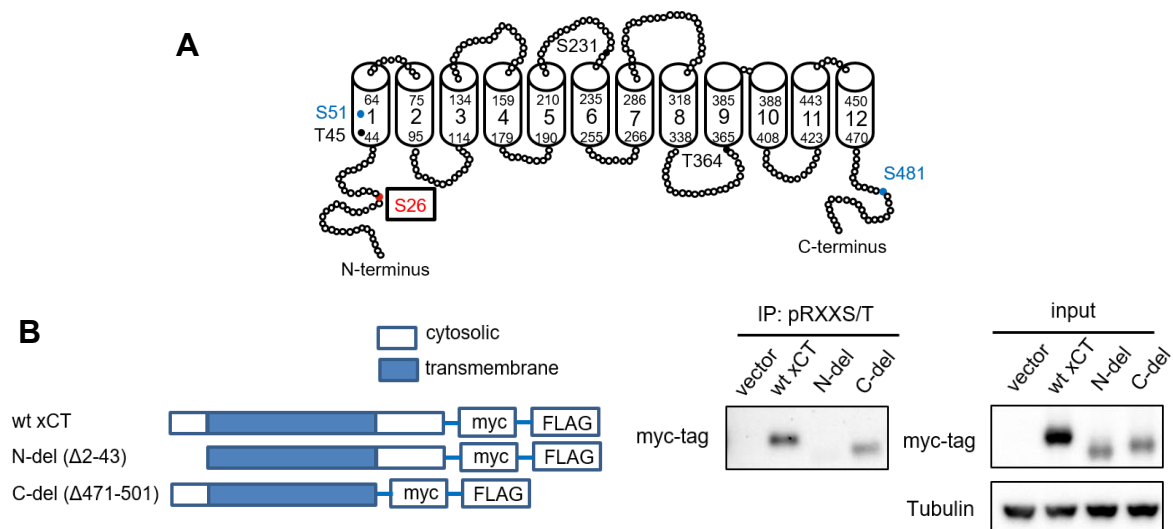 A
S231
64 75 134 159 210 235 286 318 385 388 443 450
S51 1 2 3 4 5 6 7 8 9 10 11 12
T45 44 95 114 179 190 255 266 338 365 408 423 470
T364
S481
S26
N-terminus
C-terminus
B
cytosolic
transmembrane
wt xCT myc FLAG
N-del (Δ2-43) myc FLAG
C-del (Δ471-501) myc FLAG
IP: pRXXS/T
vector wt xCT N-del C-del
myc-tag
input
vector wt xCT N-del C-del
myc-tag
Tubulin